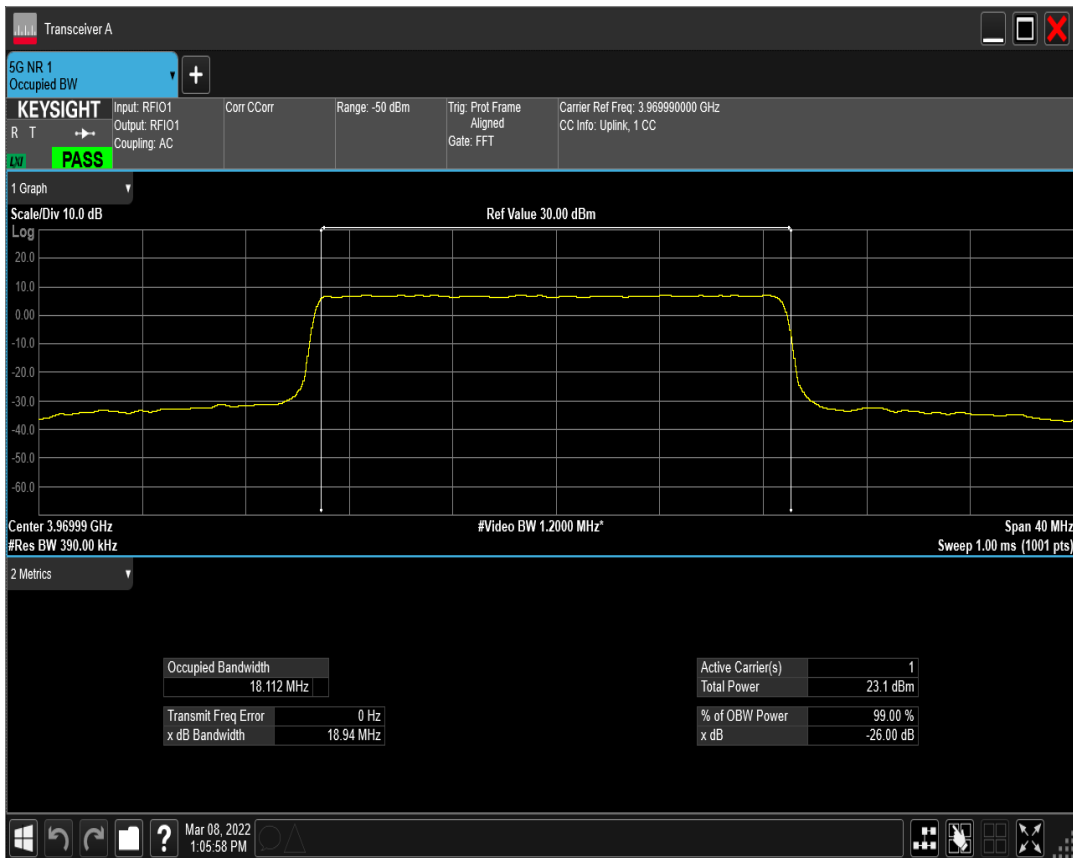 Transceiver A
5G NR 1
Occupied BW
+
KEYSIGHT
R T
LXI
PASS
Input: RFIO1
Output: RFIO1
Coupling: AC
Corr CCorr
Range: -50 dBm
Trig: Prot Frame
Aligned
Gate: FFT
Carrier Ref Freq: 3.969990000 GHz
CC Info: Uplink, 1 CC
1 Graph
Scale/Div 10.0 dB
Ref Value 30.00 dBm
Log
20.0
10.0
0.00
-10.0
-20.0
-30.0
-40.0
-50.0
-60.0
Center 3.96999 GHz
#Video BW 1.2000 MHz*
Span 40 MHz
#Res BW 390.00 kHz
Sweep 1.00 ms (1001 pts)
2 Metrics
Occupied Bandwidth
18.112 MHz
Transmit Freq Error 0 Hz
x dB Bandwidth 18.94 MHz
Active Carrier(s) 1
Total Power 23.1 dBm
% of OBW Power 99.00 %
x dB -26.00 dB
?
Mar 08, 2022
1:05:58 PM